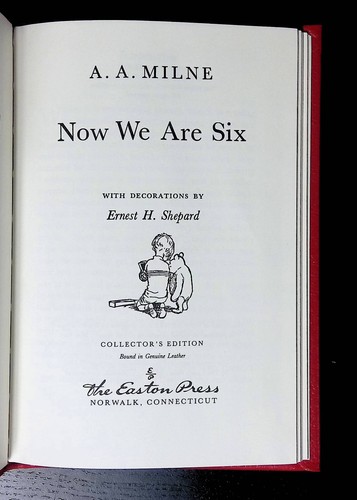 A. A. MILNE
Now We Are Six
WITH DECORATIONS BY
Ernest H. Shepard
COLLECTOR'S EDITION
Bound in Genuine Leather
The Easton Press
NORWALK, CONNECTICUT